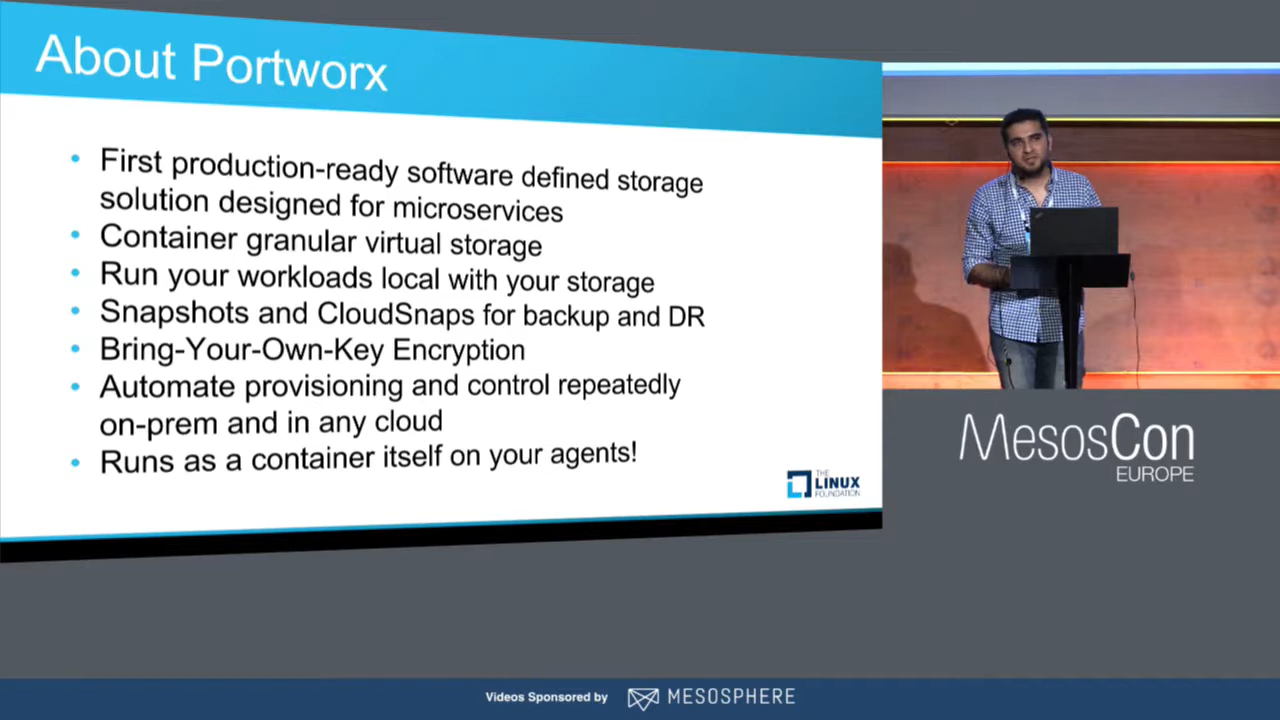 About Portworx
• First production-ready software defined storage
solution designed for microservices
• Container granular virtual storage
• Run your workloads local with your storage
• Snapshots and CloudSnaps for backup and DR
• Bring-Your-Own-Key Encryption
• Automate provisioning and control repeatedly
on-prem and in any cloud
• Runs as a container itself on your agents!
THE
LINUX
FOUNDATION
MesosCon
EUROPE
Videos Sponsored by MESOSPHERE